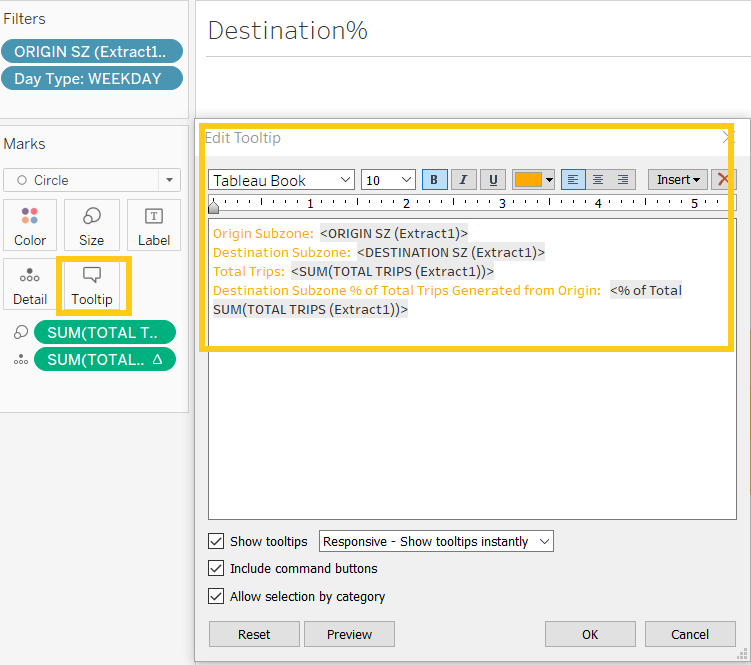 Filters
ORIGIN SZ (Extract1..
Day Type: WEEKDAY
Marks
Circle
Color
Size
T
Label
Detail
Tooltip
SUM(TOTAL T..
SUM(TOTAL.. Δ
Destination%
Edit Tooltip
Tableau Book
10
B
I
U
Insert
1 2 3 4 5
Origin Subzone: <ORIGIN SZ (Extract1)>
Destination Subzone: <DESTINATION SZ (Extract1)>
Total Trips: <SUM(TOTAL TRIPS (Extract1))>
Destination Subzone % of Total Trips Generated from Origin: <% of Total
SUM(TOTAL TRIPS (Extract1))>
Show tooltips
Responsive - Show tooltips instantly
Include command buttons
Allow selection by category
Reset
Preview
OK
Cancel